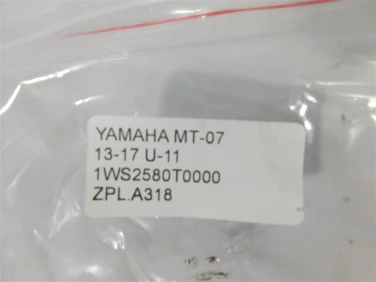 YAMAHA MT-07
13-17 U-11
1WS2580T0000
ZPL.A318